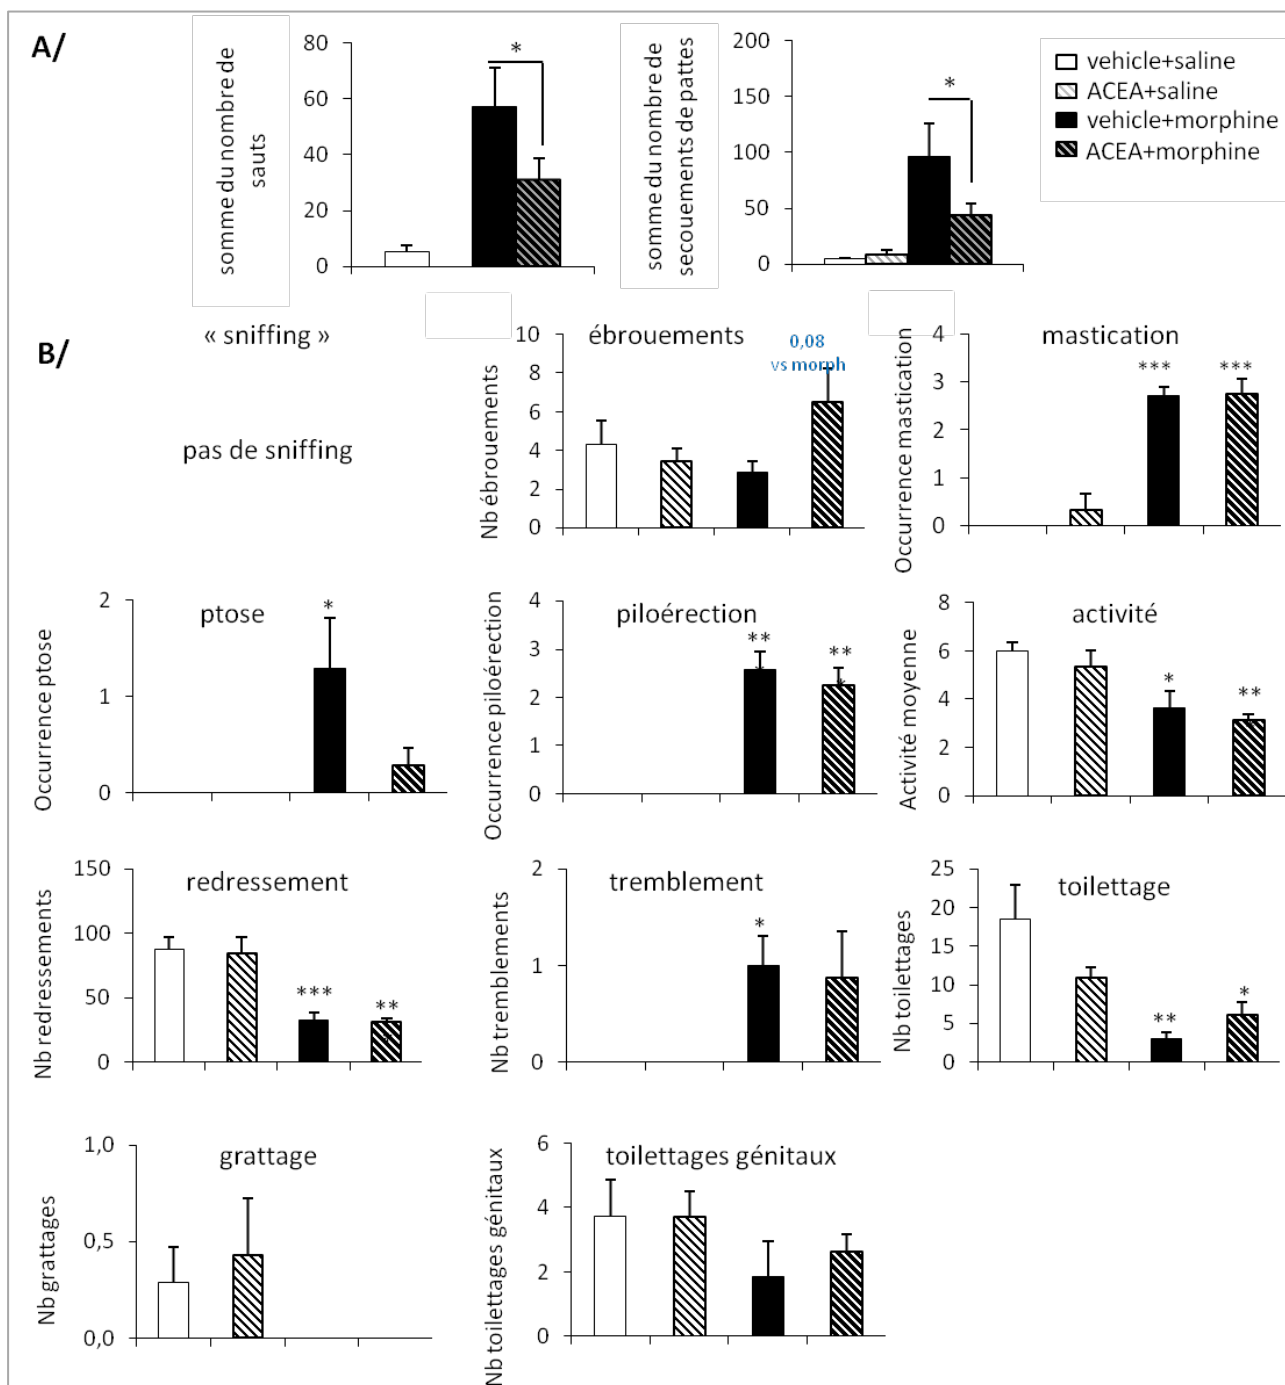 A/
somme du nombre de
sauts
80
60
40
20
0
*
somme du nombre de
secouements de pattes
200
150
100
50
0
*
vehicle+saline
ACEA+saline
vehicle+morphine
ACEA+morphine
B/
« sniffing »
pas de sniffing
ébrouements
Nb ébrouements
10
8
6
4
2
0
0,08
vs morph
mastication
Occurrence mastication
4
3
2
1
0
***
***
ptose
Occurrence ptose
2
1
0
*
piloérection
Occurrence piloérection
4
3
2
1
0
**
*
**
*
activité
Activité moyenne
8
6
4
2
0
*
**
redressement
Nb redressements
150
100
50
0
***
**
tremblement
Nb tremblements
2
1
0
*
toilettage
Nb toilettages
25
20
15
10
5
0
**
*
grattage
Nb grattages
1,0
0,5
0,0
toilettages génitaux
Nb toilettages génitaux
6
4
2
0